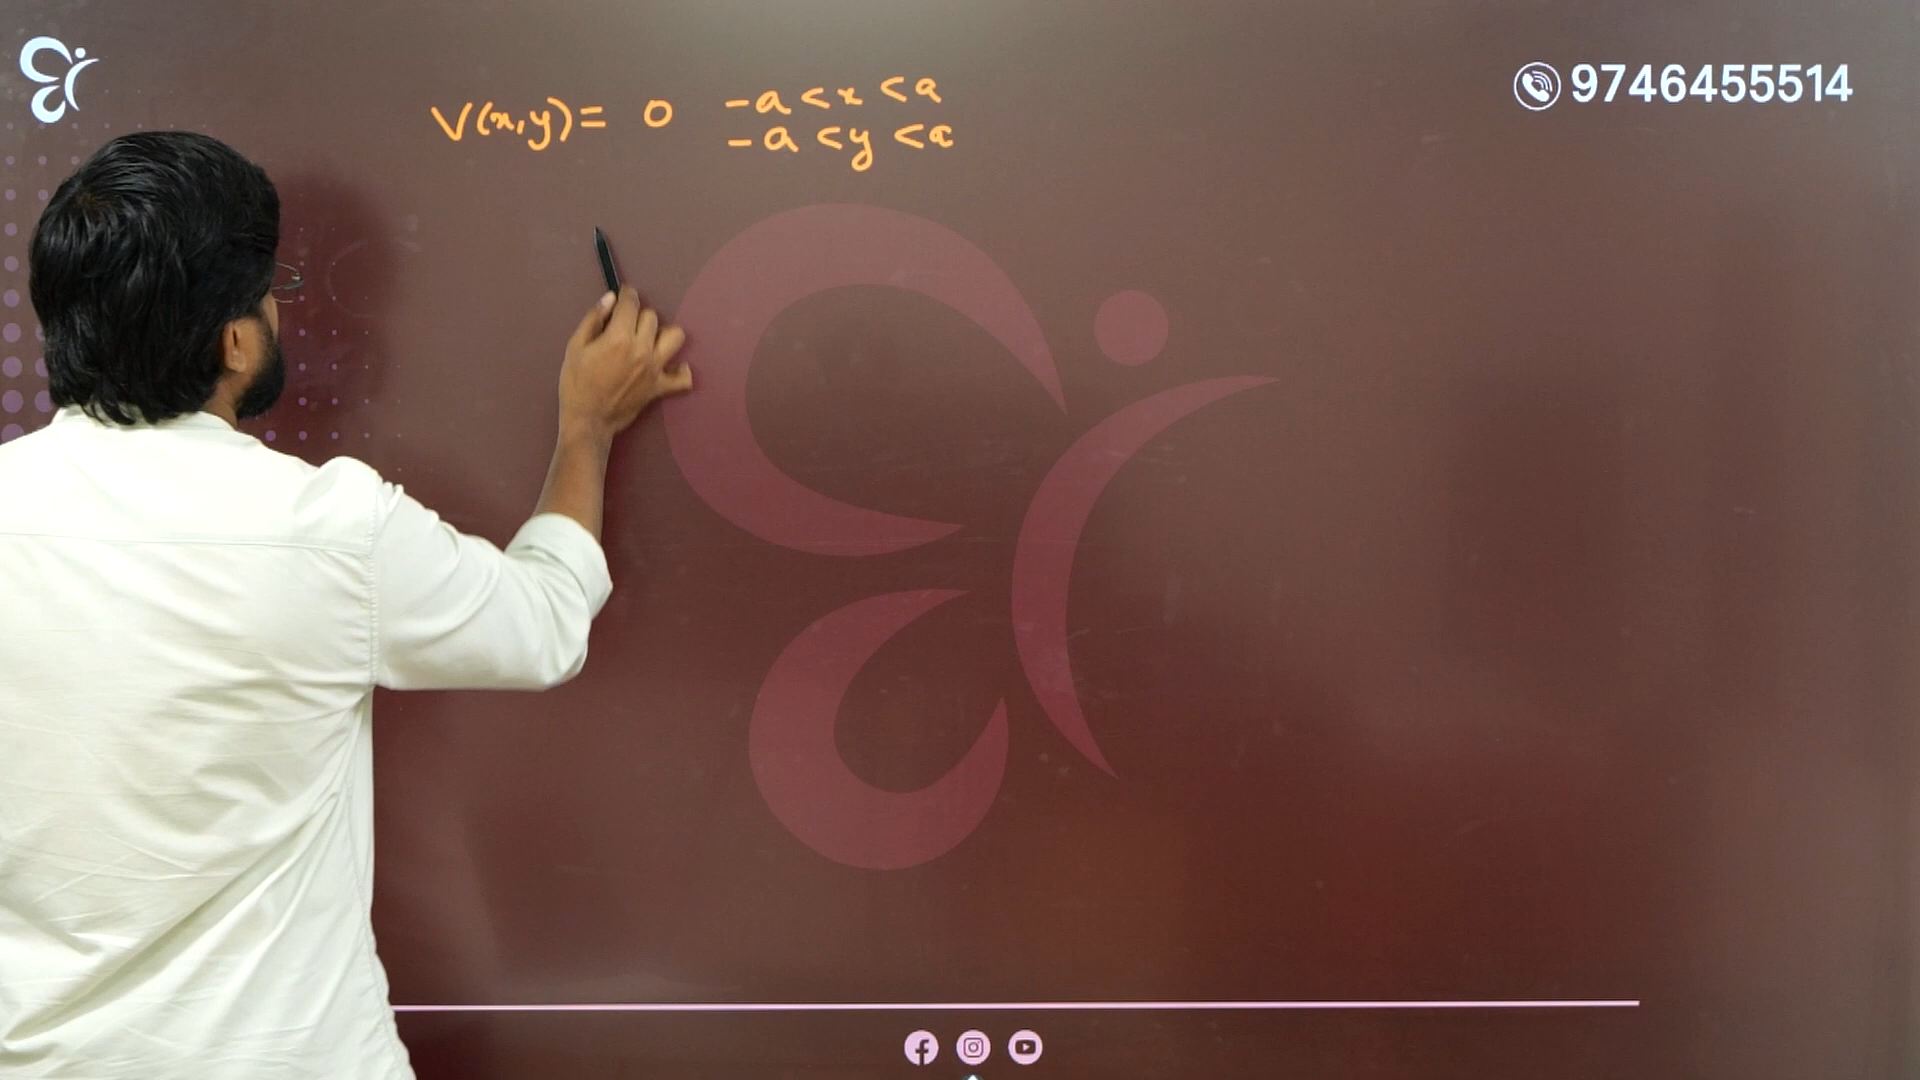 9746455514
V(x,y) = 0 -a < x < a
-a < y < a